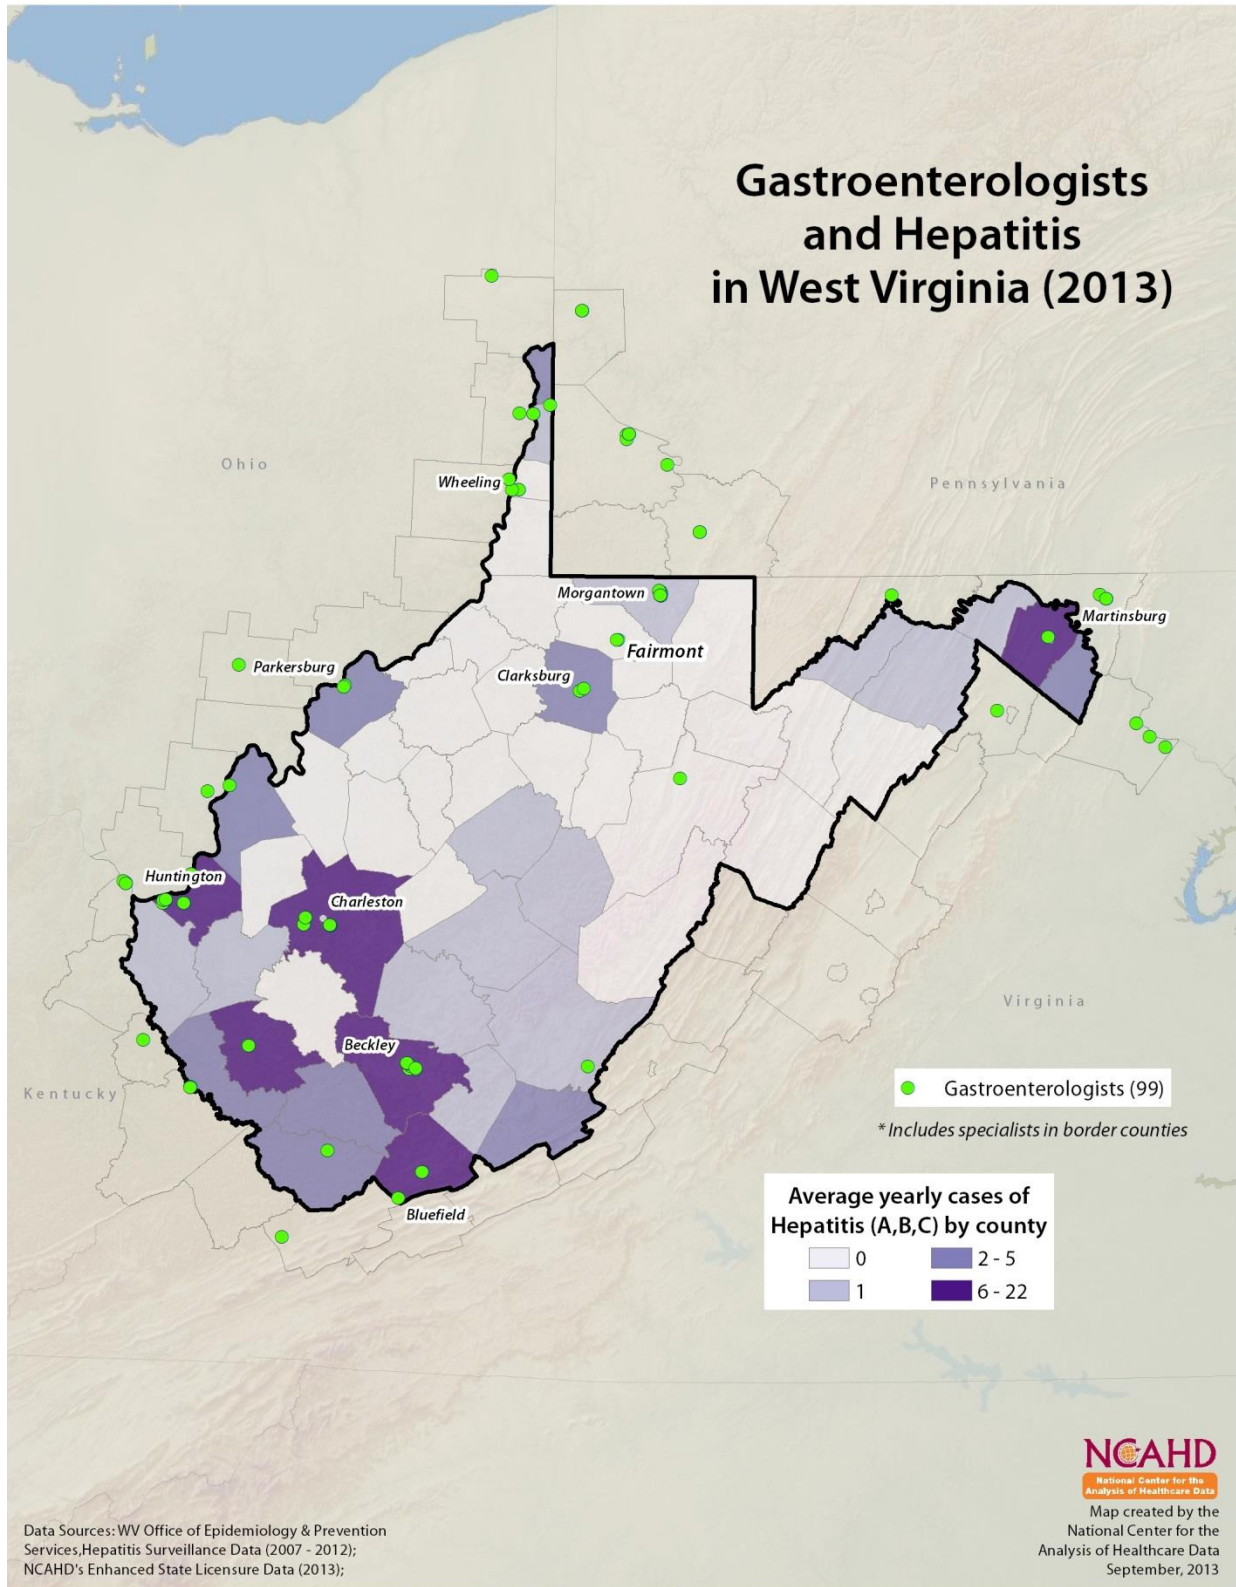 Gastroenterologists
and Hepatitis
in West Virginia (2013)
Ohio
Wheeling
Pennsylvania
Morgantown
Martinsburg
Fairmont
Parkersburg
Clarksburg
Huntington
Charleston
Virginia
Beckley
Kentucky
Gastroenterologists (99)
* Includes specialists in border counties
Bluefield
Average yearly cases of
Hepatitis (A,B,C) by county
0
2 - 5
1
6 - 22
NCAHD
National Center for the
Analysis of Healthcare Data
Map created by the
National Center for the
Analysis of Healthcare Data
September, 2013
Data Sources: WV Office of Epidemiology & Prevention
Services,Hepatitis Surveillance Data (2007 - 2012);
NCAHD's Enhanced State Licensure Data (2013);